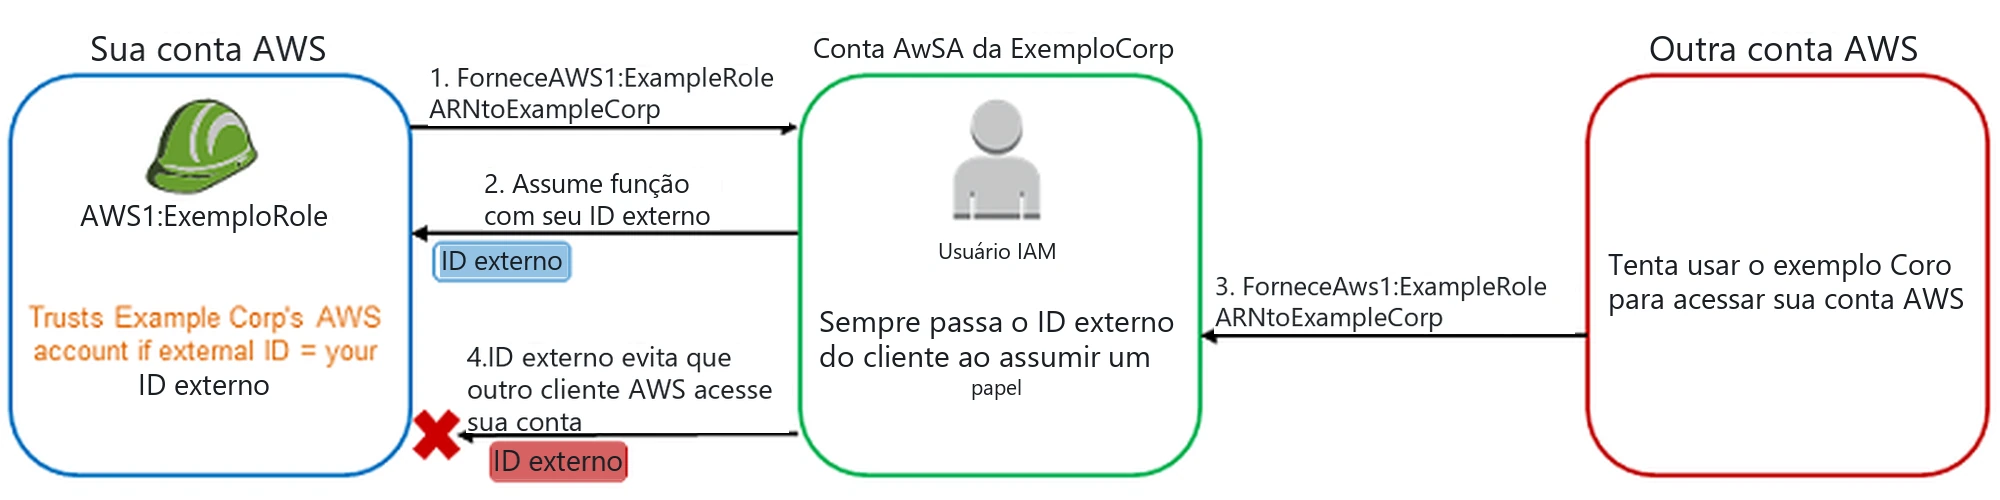 Sua conta AWS
AWS1:ExemploRole
Trusts Example Corp's AWS
account if external ID = your
ID externo
1. ForneceAWS1:ExampleRole
ARNtoExampleCorp
2. Assume função
com seu ID externo
ID externo
4.ID externo evita que
outro cliente AWS acesse
sua conta
ID externo
Conta AwSA da ExemploCorp
Usuário IAM
Sempre passa o ID externo
do cliente ao assumir um
papel
3. ForneceAws1:ExampleRole
ARNtoExampleCorp
Outra conta AWS
Tenta usar o exemplo Coro
para acessar sua conta AWS